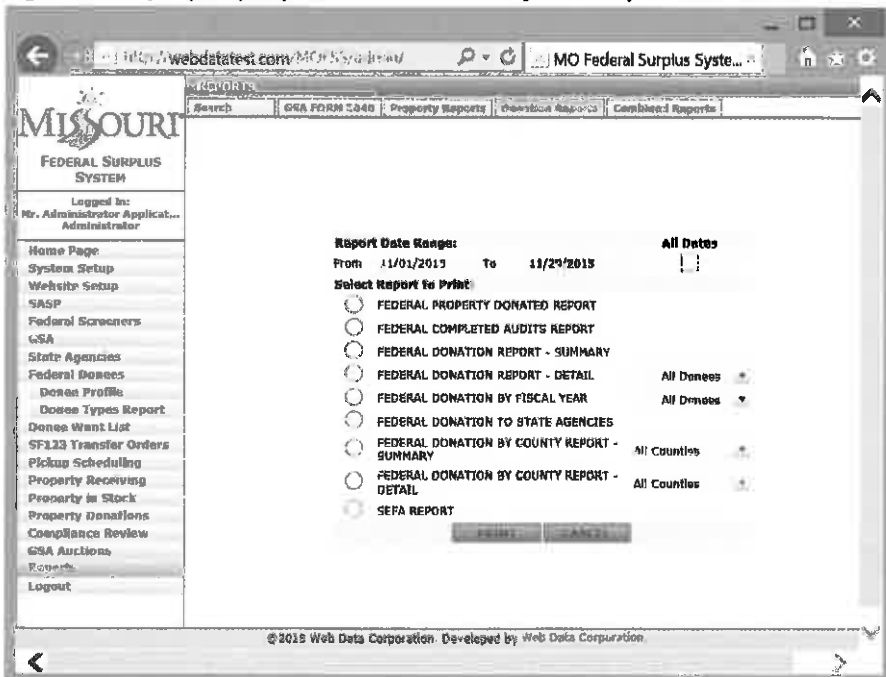 webdatatest.com/MOFSS/admin/
MO Federal Surplus Syste...
REPORTS
Search GSA FORM 3040 Property Reports Donation Reports Combined Reports
MISSOURI
FEDERAL SURPLUS
SYSTEM
Logged In:
Mr. Administrator Applicat...
Administrator
Home Page
System Setup
Website Setup
SASP
Federal Screeners
GSA
State Agencies
Federal Donees
Donee Profile
Donee Types Report
Donee Want List
SF123 Transfer Orders
Pickup Scheduling
Property Receiving
Property in Stock
Property Donations
Compliance Review
GSA Auctions
Reports
Logout
Report Date Range: All Dates
From 11/01/2015 To 11/29/2015
Select Report to Print:
FEDERAL PROPERTY DONATED REPORT
FEDERAL COMPLETED AUDITS REPORT
FEDERAL DONATION REPORT - SUMMARY
FEDERAL DONATION REPORT - DETAIL All Donees
FEDERAL DONATION BY FISCAL YEAR All Donees
FEDERAL DONATION TO STATE AGENCIES
FEDERAL DONATION BY COUNTY REPORT -
SUMMARY All Counties
FEDERAL DONATION BY COUNTY REPORT -
DETAIL All Counties
SEFA REPORT
PRINT CANCEL
©2015 Web Data Corporation. Developed by Web Data Corporation.